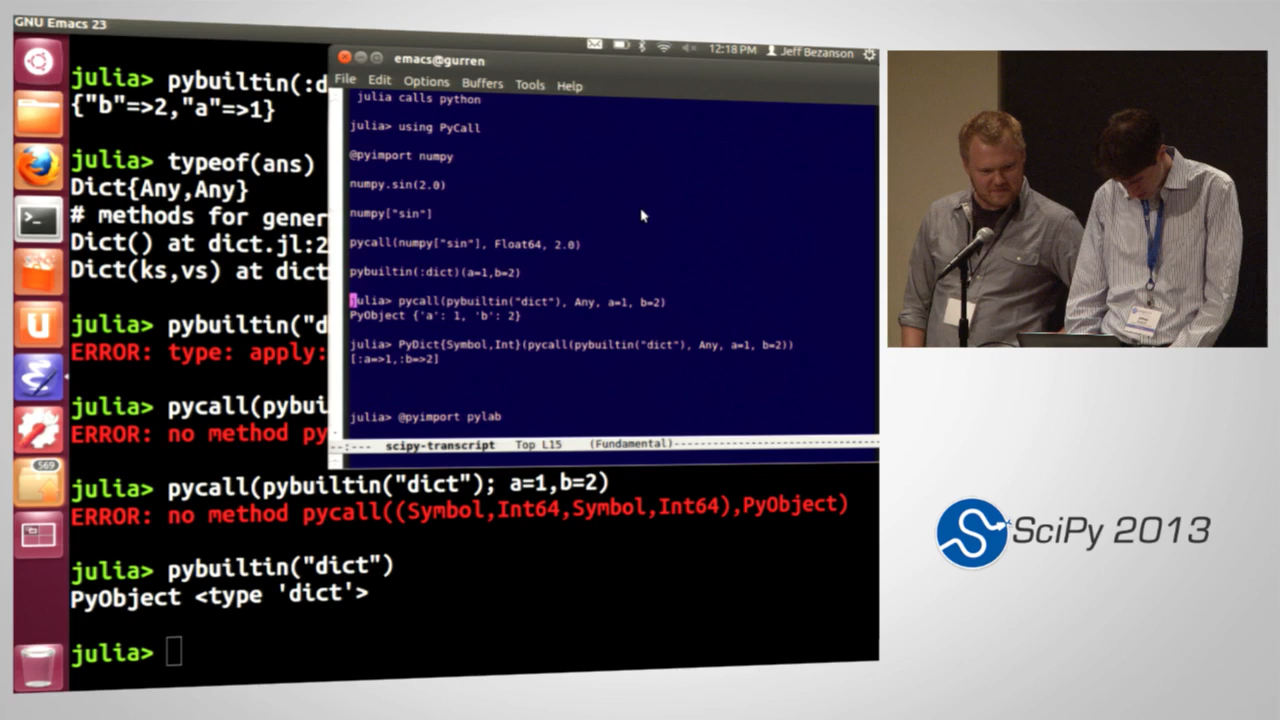 GNU Emacs 23
12:18 PM Jeff Bezanson
julia> pybuiltin(:d
{"b"=>2,"a"=>1}
julia> typeof(ans)
Dict{Any,Any}
# methods for gener
Dict() at dict.jl:2
Dict(ks,vs) at dict
julia> pybuiltin("d
ERROR: type: apply:
julia> pycall(pybui
ERROR: no method py
julia> pycall(pybuiltin("dict"); a=1,b=2)
ERROR: no method pycall((Symbol,Int64,Symbol,Int64),PyObject)
julia> pybuiltin("dict")
PyObject <type 'dict'>
julia>
569
emacs@gurren
File Edit Options Buffers Tools Help
julia calls python
julia> using PyCall
@pyimport numpy
numpy.sin(2.0)
numpy["sin"]
pycall(numpy["sin"], Float64, 2.0)
pybuiltin(:dict)(a=1,b=2)
julia> pycall(pybuiltin("dict"), Any, a=1, b=2)
PyObject {'a': 1, 'b': 2}
julia> PyDict{Symbol,Int}(pycall(pybuiltin("dict"), Any, a=1, b=2))
[:a=>1,:b=>2]
julia> @pyimport pylab
--:--- scipy-transcript Top L15 (Fundamental)
SciPy 2013